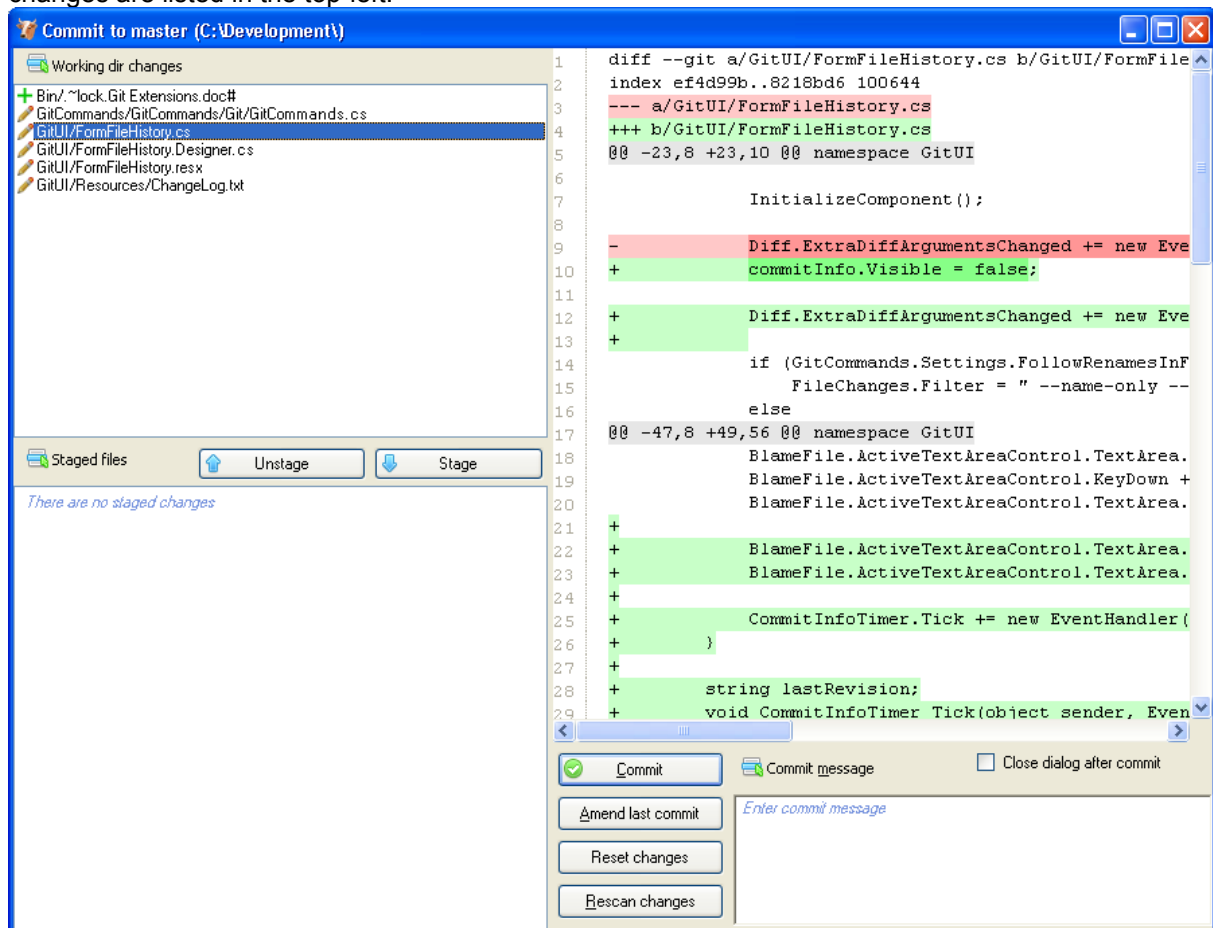 changes are listed in the top left.
Commit to master (C:\Development\)
Working dir changes
Bin/.~lock.Git Extensions.doc#
GitCommands/GitCommands/Git/GitCommands.cs
GitUI/FormFileHistory.cs
GitUI/FormFileHistory.Designer.cs
GitUI/FormFileHistory.resx
GitUI/Resources/ChangeLog.txt
Staged files
Unstage
Stage
There are no staged changes
1 diff --git a/GitUI/FormFileHistory.cs b/GitUI/FormFile
2 index ef4d99b..8218bd6 100644
3 --- a/GitUI/FormFileHistory.cs
4 +++ b/GitUI/FormFileHistory.cs
5 @@ -23,8 +23,10 @@ namespace GitUI
6
7 InitializeComponent();
8
9 - Diff.ExtraDiffArgumentsChanged += new Eve
10 + commitInfo.Visible = false;
11
12 + Diff.ExtraDiffArgumentsChanged += new Eve
13 +
14 if (GitCommands.Settings.FollowRenamesInF
15 FileChanges.Filter = " --name-only --
16 else
17 @@ -47,8 +49,56 @@ namespace GitUI
18 BlameFile.ActiveTextAreaControl.TextArea.
19 BlameFile.ActiveTextAreaControl.KeyDown +
20 BlameFile.ActiveTextAreaControl.TextArea.
21 +
22 + BlameFile.ActiveTextAreaControl.TextArea.
23 + BlameFile.ActiveTextAreaControl.TextArea.
24 +
25 + CommitInfoTimer.Tick += new EventHandler(
26 + }
27 +
28 + string lastRevision;
29 + void CommitInfoTimer_Tick(object sender, Even
Commit
Commit message
Close dialog after commit
Amend last commit
Enter commit message
Reset changes
Rescan changes